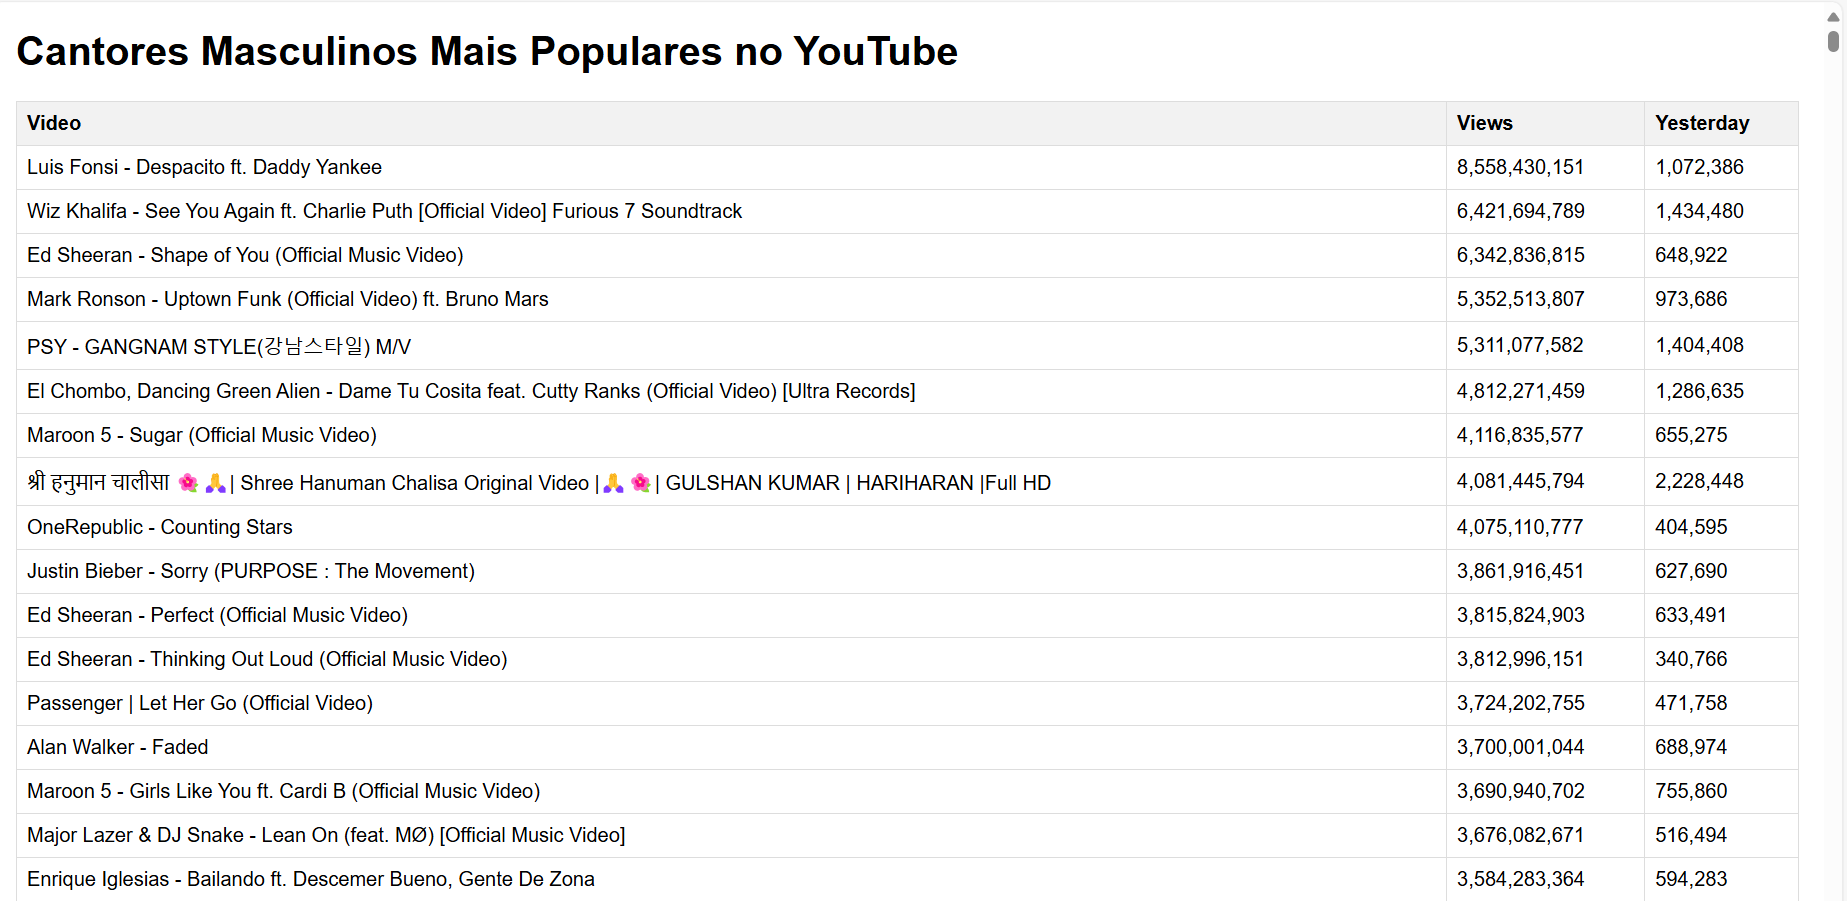 Cantores Masculinos Mais Populares no YouTube
Video Views Yesterday
Luis Fonsi - Despacito ft. Daddy Yankee 8,558,430,151 1,072,386
Wiz Khalifa - See You Again ft. Charlie Puth [Official Video] Furious 7 Soundtrack 6,421,694,789 1,434,480
Ed Sheeran - Shape of You (Official Music Video) 6,342,836,815 648,922
Mark Ronson - Uptown Funk (Official Video) ft. Bruno Mars 5,352,513,807 973,686
PSY - GANGNAM STYLE(강남스타일) M/V 5,311,077,582 1,404,408
El Chombo, Dancing Green Alien - Dame Tu Cosita feat. Cutty Ranks (Official Video) [Ultra Records] 4,812,271,459 1,286,635
Maroon 5 - Sugar (Official Music Video) 4,116,835,577 655,275
श्री हनुमान चालीसा 🌺🙏| Shree Hanuman Chalisa Original Video |🙏🌺| GULSHAN KUMAR | HARIHARAN |Full HD 4,081,445,794 2,228,448
OneRepublic - Counting Stars 4,075,110,777 404,595
Justin Bieber - Sorry (PURPOSE : The Movement) 3,861,916,451 627,690
Ed Sheeran - Perfect (Official Music Video) 3,815,824,903 633,491
Ed Sheeran - Thinking Out Loud (Official Music Video) 3,812,996,151 340,766
Passenger | Let Her Go (Official Video) 3,724,202,755 471,758
Alan Walker - Faded 3,700,001,044 688,974
Maroon 5 - Girls Like You ft. Cardi B (Official Music Video) 3,690,940,702 755,860
Major Lazer & DJ Snake - Lean On (feat. MØ) [Official Music Video] 3,676,082,671 516,494
Enrique Iglesias - Bailando ft. Descemer Bueno, Gente De Zona 3,584,283,364 594,283